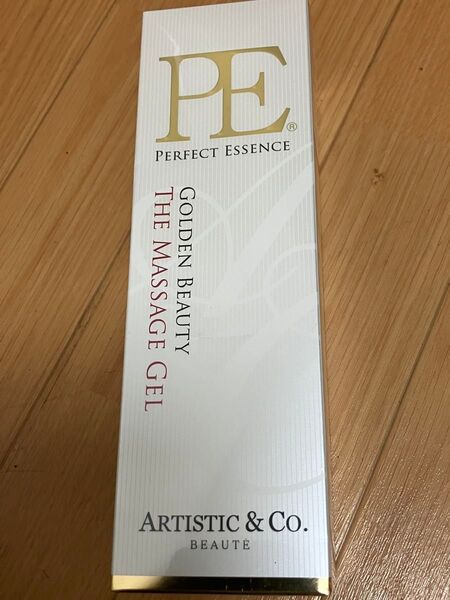 PE®
PERFECT ESSENCE
GOLDEN BEAUTY
THE MASSAGE GEL
ARTISTIC & CO.
BEAUTÉ